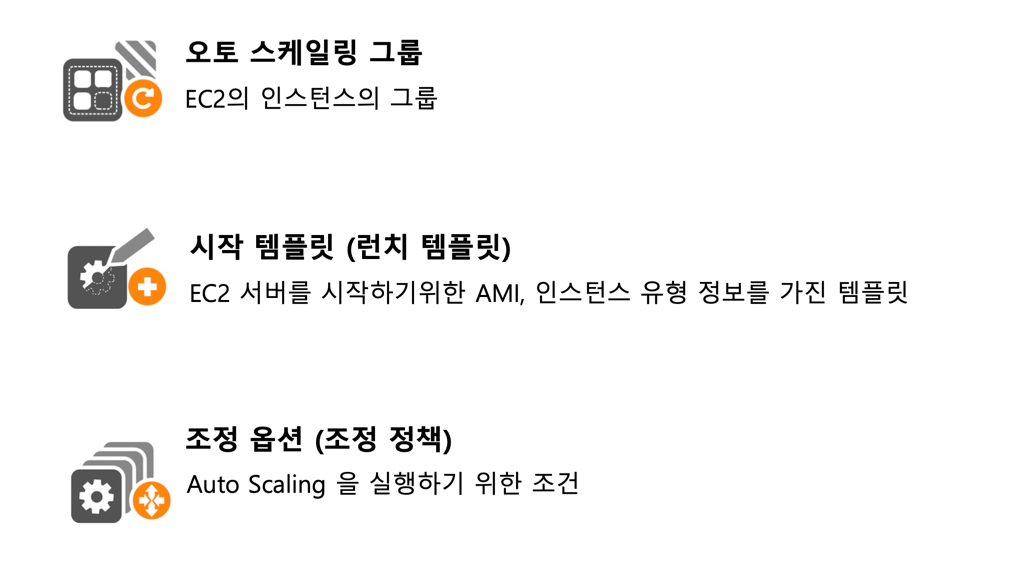 오토 스케일링 그룹
EC2의 인스턴스의 그룹
시작 템플릿 (런치 템플릿)
EC2 서버를 시작하기위한 AMI, 인스턴스 유형 정보를 가진 템플릿
조정 옵션 (조정 정책)
Auto Scaling 을 실행하기 위한 조건